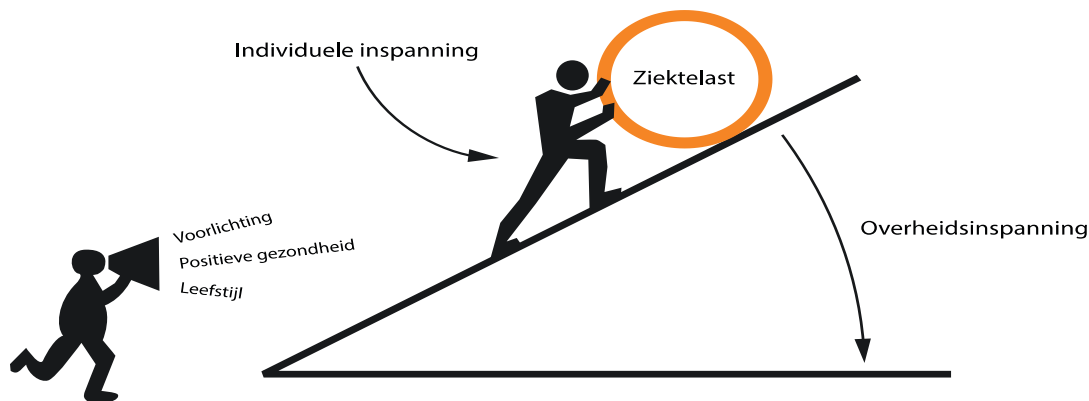 Individuele inspanning
Ziektelast
Voorlichting
Positieve gezondheid
Leefstijl
Overheidsinspanning